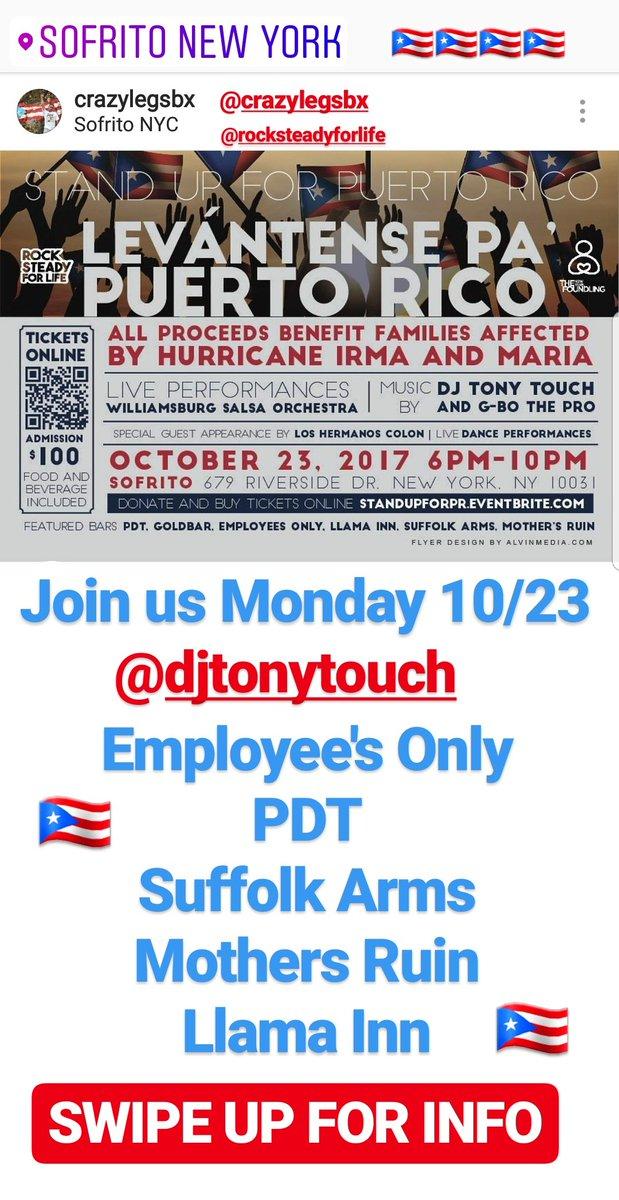 SOFRITO NEW YORK
crazylegsbx @crazylegsbx
Sofrito NYC @rocksteadyforlife
STAND UP FOR PUERTO RICO
LEVÁNTENSE PA'
PUERTO RICO
ROCK
STEADY
FOR LIFE
THE
FOUNDLING
TICKETS
ONLINE
ADMISSION
$100
FOOD AND
BEVERAGE
INCLUDED
ALL PROCEEDS BENEFIT FAMILIES AFFECTED
BY HURRICANE IRMA AND MARIA
LIVE PERFORMANCES
WILLIAMSBURG SALSA ORCHESTRA
MUSIC BY DJ TONY TOUCH
AND G-BO THE PRO
SPECIAL GUEST APPEARANCE BY LOS HERMANOS COLON | LIVE DANCE PERFORMANCES
OCTOBER 23, 2017 6PM-10PM
SOFRITO 679 RIVERSIDE DR, NEW YORK, NY 10031
DONATE AND BUY TICKETS ONLINE STANDUPFORPR.EVENTBRITE.COM
FEATURED BARS PDT, GOLDBAR, EMPLOYEES ONLY, LLAMA INN, SUFFOLK ARMS, MOTHER'S RUIN
FLYER DESIGN BY ALVINMEDIA.COM
Join us Monday 10/23
@djtonytouch
Employee's Only
PDT
Suffolk Arms
Mothers Ruin
Llama Inn
SWIPE UP FOR INFO